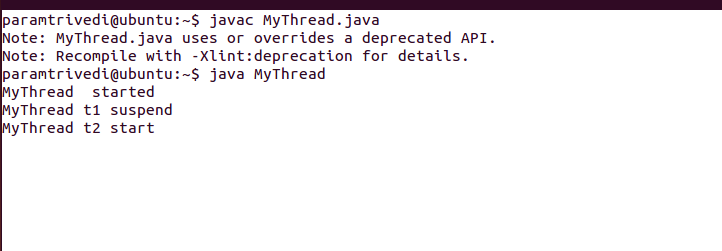 paramtrivedi@ubuntu:~$ javac MyThread.java
Note: MyThread.java uses or overrides a deprecated API.
Note: Recompile with -Xlint:deprecation for details.
paramtrivedi@ubuntu:~$ java MyThread
MyThread  started
MyThread t1 suspend
MyThread t2 start